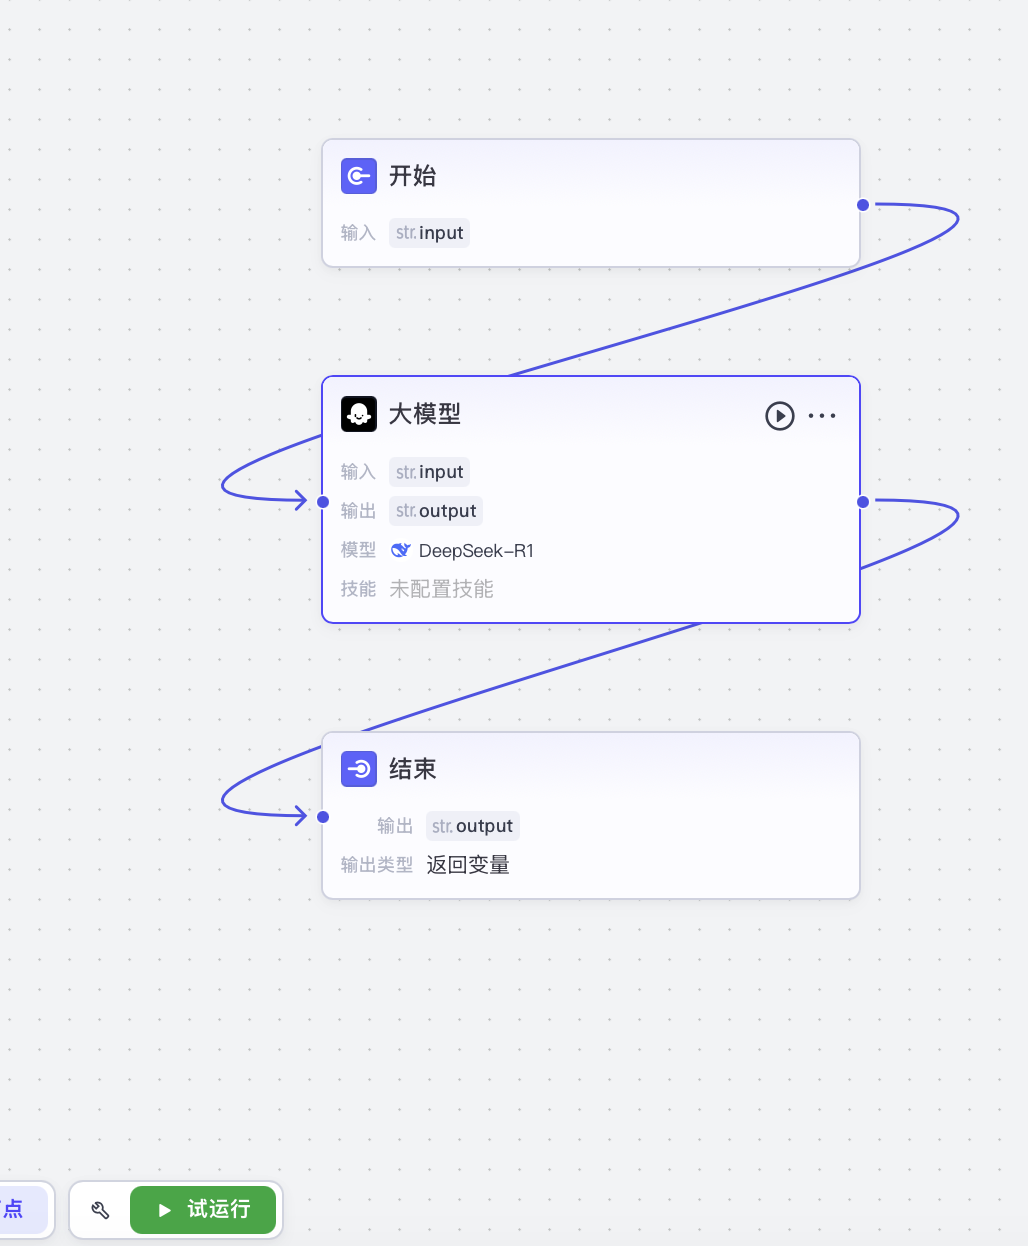 开始
输入 str. input
大模型
输入 str. input
输出 str. output
模型 DeepSeek-R1
技能 未配置技能
结束
输出 str. output
输出类型 返回变量
点 试运行